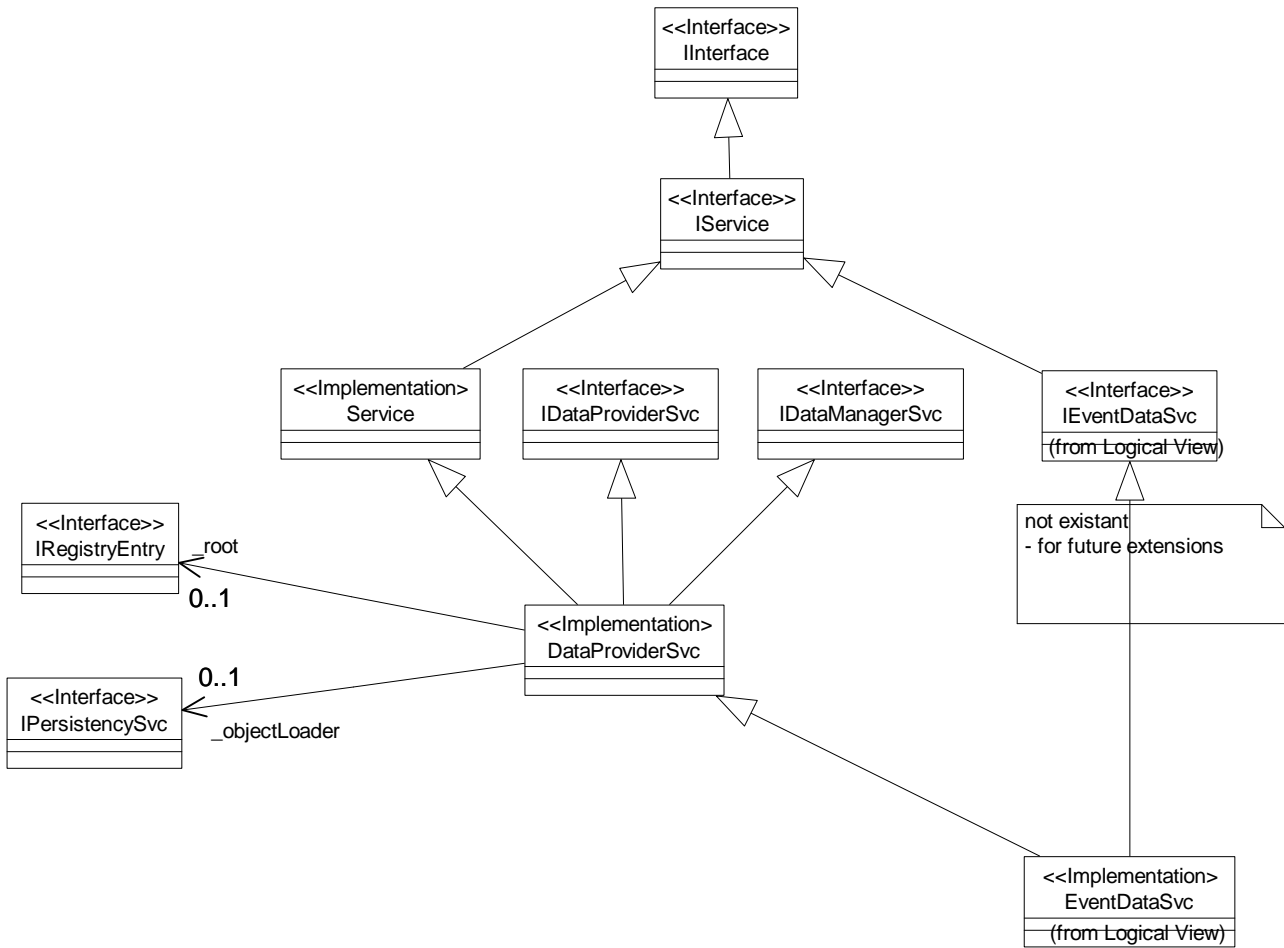 <<Interface>>
IInterface
<<Interface>>
IService
<<Implementation>
Service
<<Interface>>
IDataProviderSvc
<<Interface>>
IDataManagerSvc
<<Interface>>
IEventDataSvc
(from Logical View)
<<Interface>>
IRegistryEntry
_root
0..1
not existant
- for future extensions
<<Implementation>
DataProviderSvc
0..1
<<Interface>>
IPersistencySvc
_objectLoader
<<Implementation>
EventDataSvc
(from Logical View)